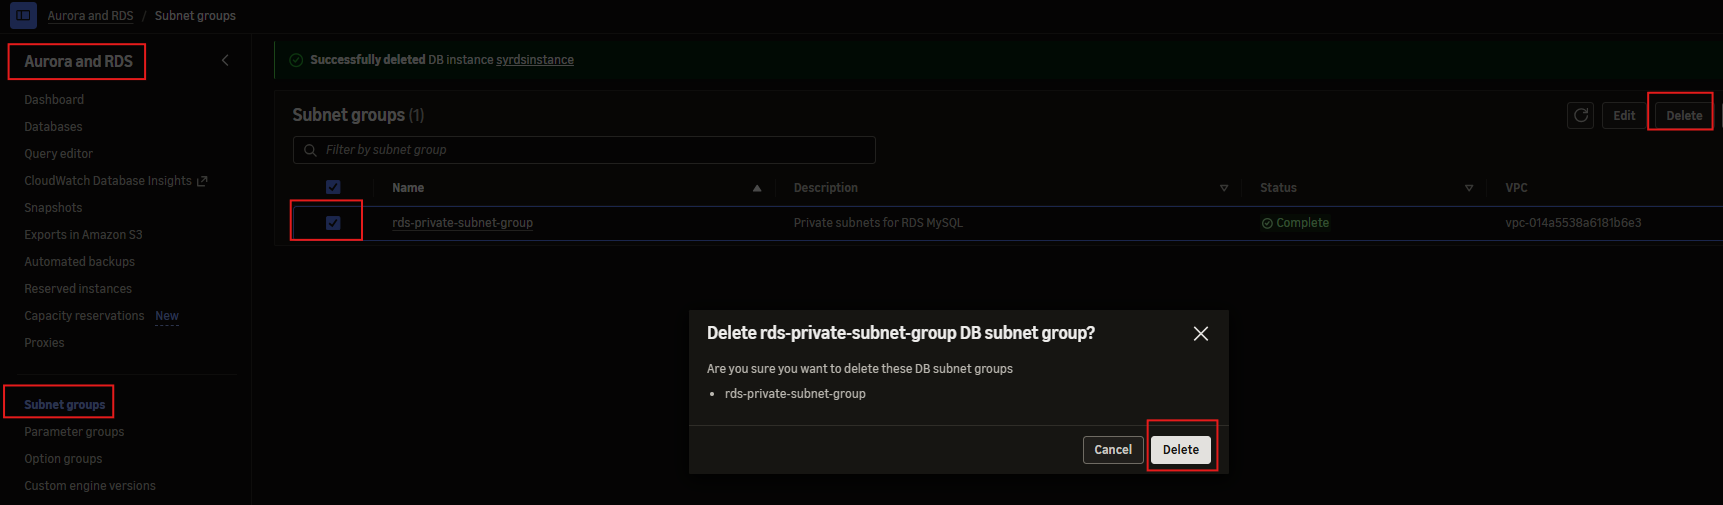 Aurora and RDS / Subnet groups
Aurora and RDS
Dashboard
Databases
Query editor
CloudWatch Database Insights
Snapshots
Exports in Amazon S3
Automated backups
Reserved instances
Capacity reservations New
Proxies
Subnet groups
Parameter groups
Option groups
Custom engine versions
Successfully deleted DB instance syrdsinstance
Subnet groups (1)
Edit
Delete
Filter by subnet group
Name Description Status VPC
rds-private-subnet-group Private subnets for RDS MySQL Complete vpc-014a5538a6181b6e3
Delete rds-private-subnet-group DB subnet group?
Are you sure you want to delete these DB subnet groups
• rds-private-subnet-group
Cancel
Delete